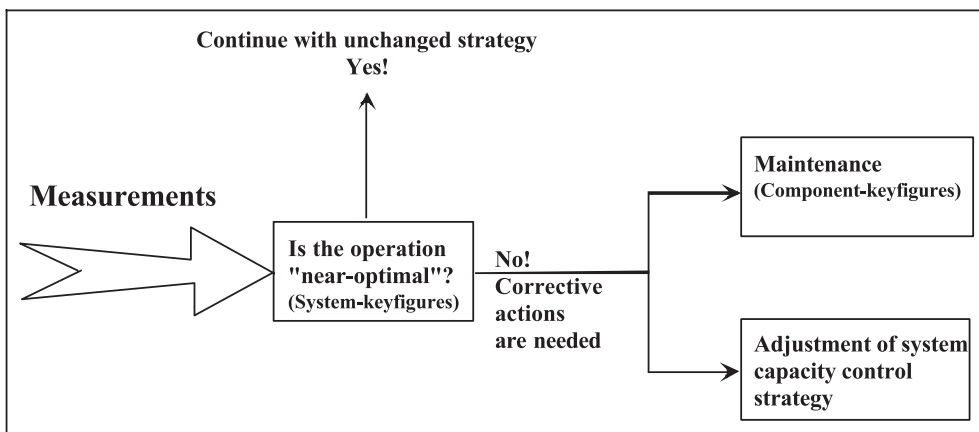 Continue with unchanged strategy
Yes!
Measurements
Is the operation
"near-optimal"?
(System-keyfigures)
No!
Corrective
actions
are needed
Maintenance
(Component-keyfigures)
Adjustment of system
capacity control
strategy